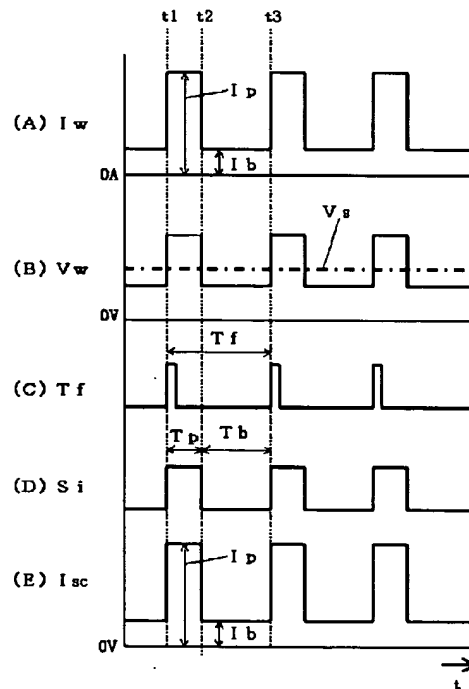 t1 t2 t3
(A) Iw
Ip
Ib
0A
Vs
(B) Vw
0V
Tf
(C) Tf
Tp Tb
(D) Si
Ip
(E) Isc
Ib
0V
t